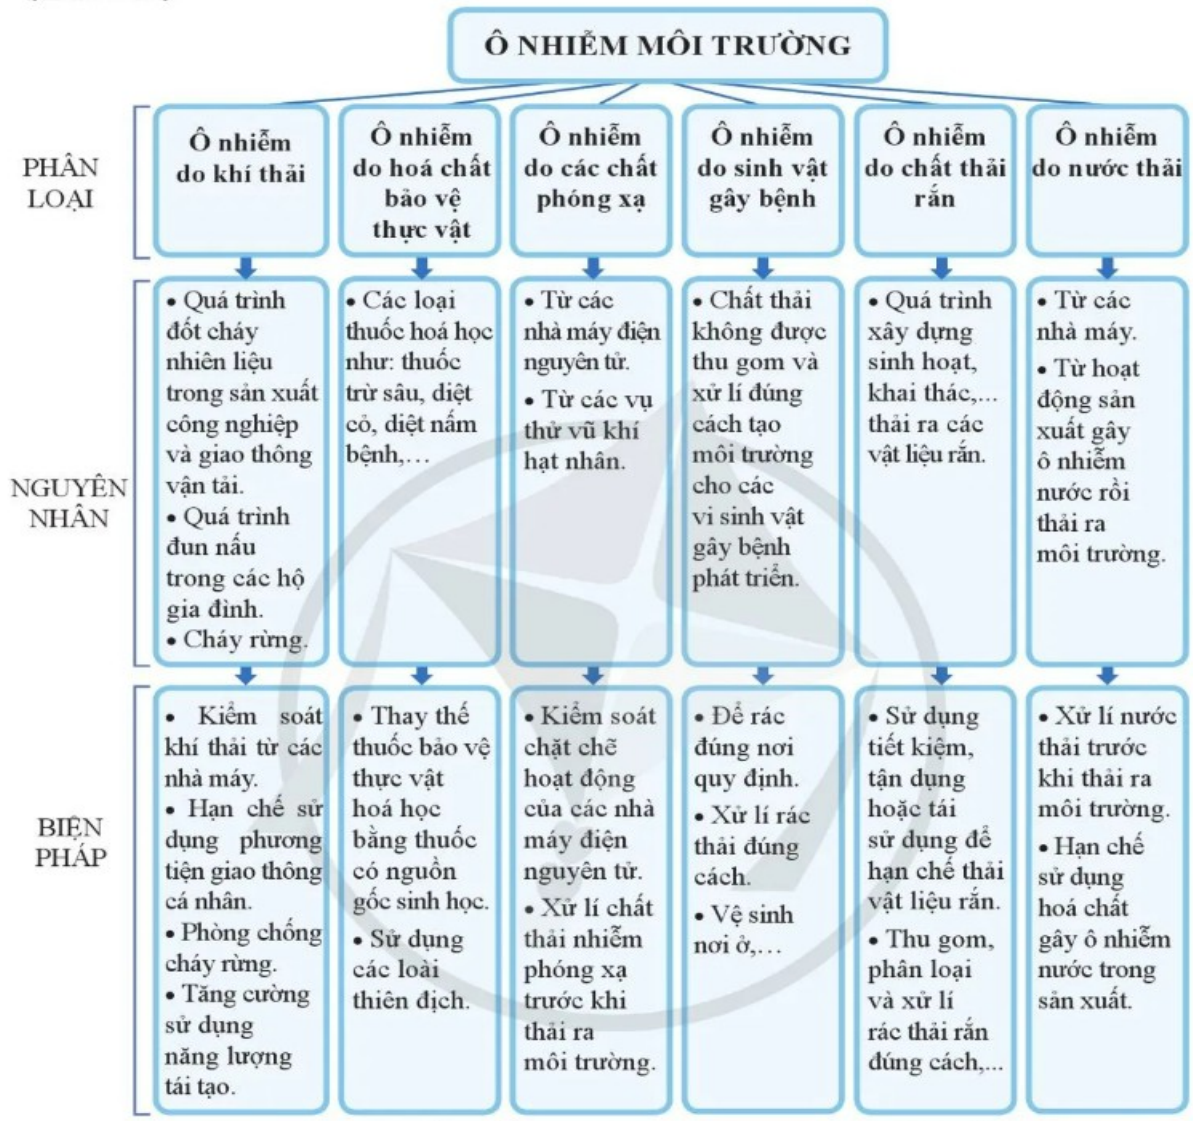 Ô NHIỄM MÔI TRƯỜNG
PHÂN
LOẠI
Ô nhiễm
do khí thải
Ô nhiễm
do hoá chất
bảo vệ
thực vật
Ô nhiễm
do các chất
phóng xạ
Ô nhiễm
do sinh vật
gây bệnh
Ô nhiễm
do chất thải
rắn
Ô nhiễm
do nước thải
NGUYÊN
NHÂN
• Quá trình
đốt cháy
nhiên liệu
trong sản xuất
công nghiệp
và giao thông
vận tải.
• Quá trình
đun nấu
trong các hộ
gia đình.
• Cháy rừng.
• Các loại
thuốc hoá học
như: thuốc
trừ sâu, diệt
cỏ, diệt nấm
bệnh,...
• Từ các
nhà máy điện
nguyên tử.
• Từ các vụ
thử vũ khí
hạt nhân.
• Chất thải
không được
thu gom và
xử lí đúng
cách tạo
môi trường
cho các
vi sinh vật
gây bệnh
phát triển.
• Quá trình
xây dựng
sinh hoạt,
khai thác,...
thải ra các
vật liệu rắn.
• Từ các
nhà máy.
• Từ hoạt
động sản
xuất gây
ô nhiễm
nước rồi
thải ra
môi trường.
BIỆN
PHÁP
• Kiểm soát
khí thải từ các
nhà máy.
• Hạn chế sử
dụng phương
tiện giao thông
cá nhân.
• Phòng chống
cháy rừng.
• Tăng cường
sử dụng
năng lượng
tái tạo.
• Thay thế
thuốc bảo vệ
thực vật
hoá học
bằng thuốc
có nguồn
gốc sinh học.
• Sử dụng
các loài
thiên địch.
• Kiểm soát
chặt chẽ
hoạt động
của các nhà
máy điện
nguyên tử.
• Xử lí chất
thải nhiễm
phóng xạ
trước khi
thải ra
môi trường.
• Để rác
đúng nơi
quy định.
• Xử lí rác
thải đúng
cách.
• Vệ sinh
nơi ở,...
• Sử dụng
tiết kiệm,
tận dụng
hoặc tái
sử dụng để
hạn chế thải
vật liệu rắn.
• Thu gom,
phân loại
và xử lí
rác thải rắn
đúng cách,...
• Xử lí nước
thải trước
khi thải ra
môi trường.
• Hạn chế
sử dụng
hoá chất
gây ô nhiễm
nước trong
sản xuất.